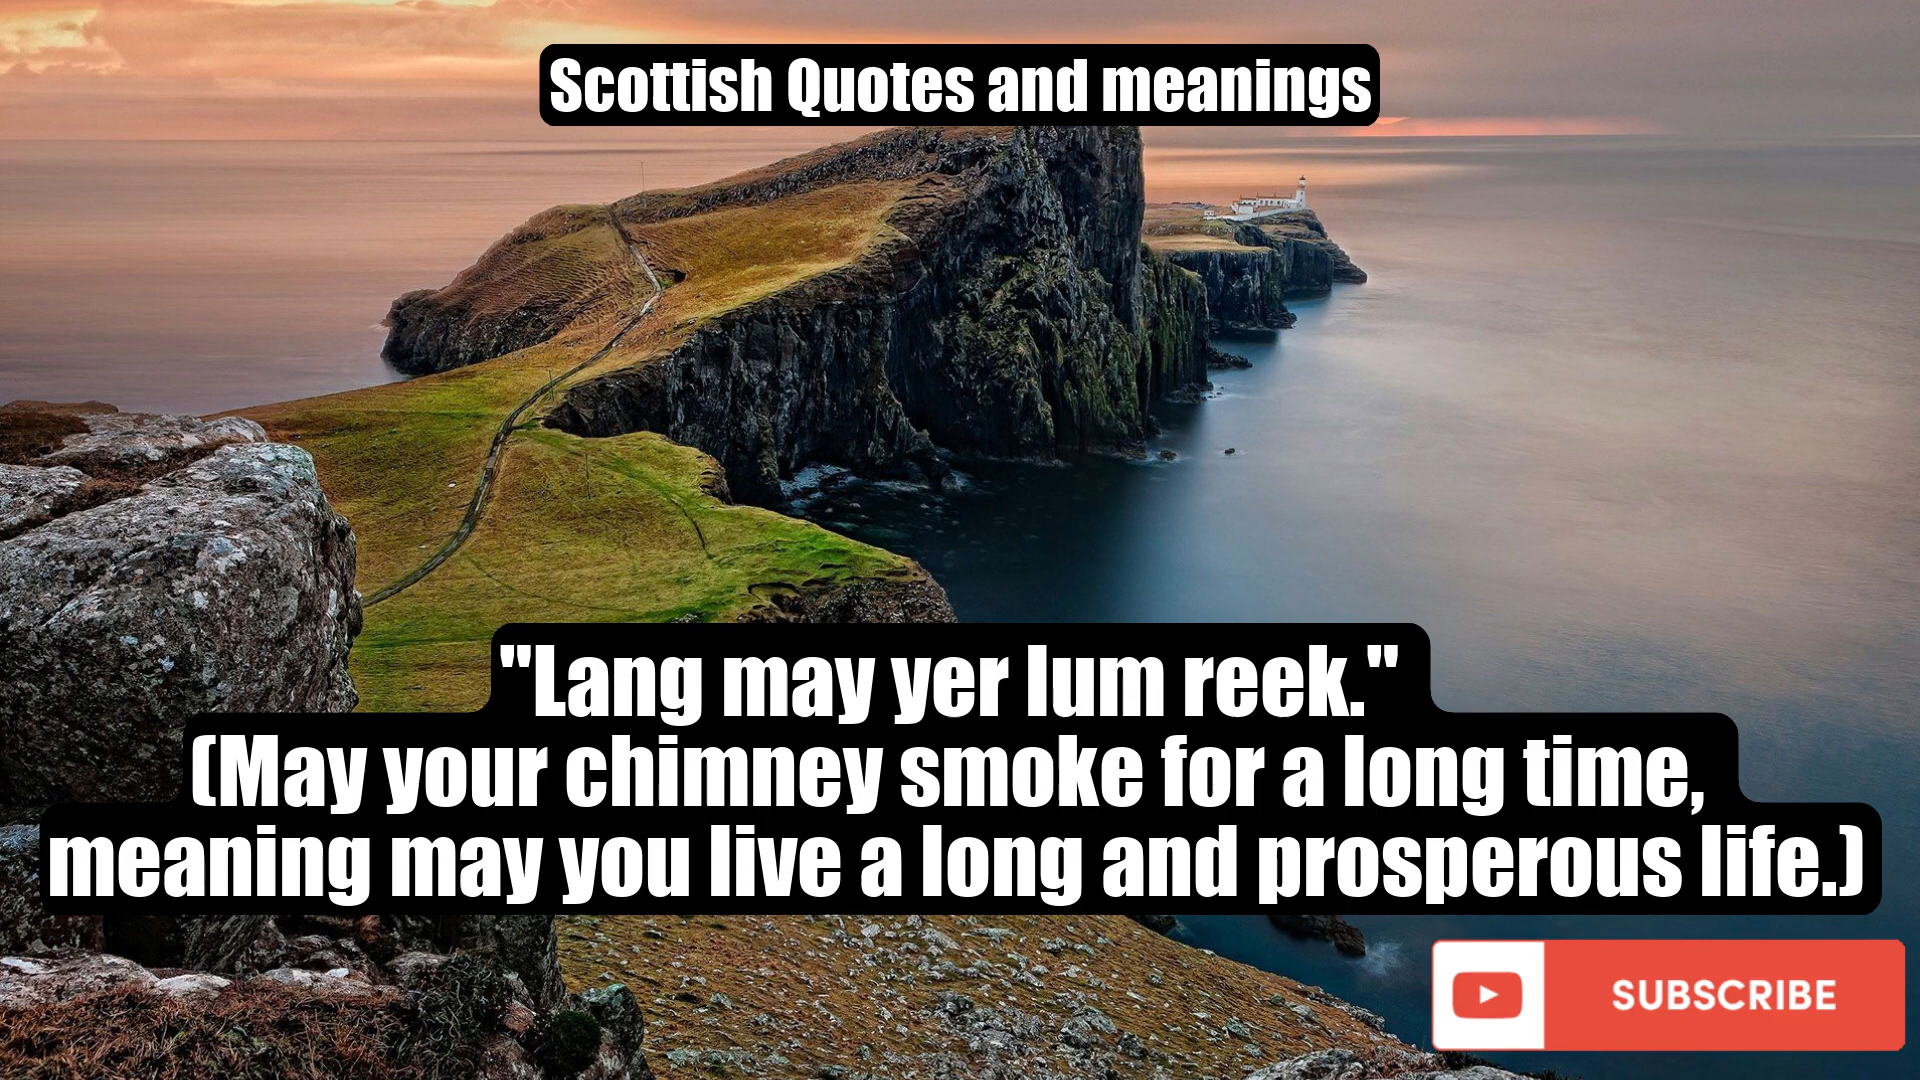 Scottish Quotes and meanings
"Lang may yer lum reek."
(May your chimney smoke for a long time,
meaning may you live a long and prosperous life.)
SUBSCRIBE